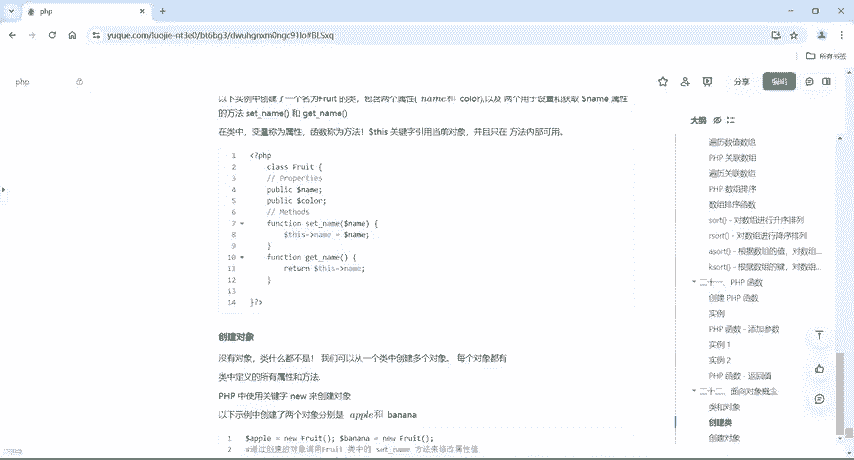 php
yuque.com/luojie-nt3e0/bt6bg3/dwuhgnxm0ngc91lo#BLSxq
所有书签
php
分享
编辑
以下实例中创建了一个名为Fruit 的类，包含两个属性( name和 color),以及 两个用于设置和获取 $name 属性
的方法 set_name() 和 get_name()
在类中，变量称为属性，函数称为方法！$this 关键字引用当前对象，并且只在 方法内部可用。
1 <?php
2 class Fruit {
3 // Properties
4 public $name;
5 public $color;
6 // Methods
7 function set_name($name) {
8 $this->name = $name;
9 }
10 function get_name() {
11 return $this->name;
12 }
13
14 }?>
创建对象
没有对象，类什么都不是！ 我们可以从一个类中创建多个对象。 每个对象都有
类中定义的所有属性和方法.
PHP 中使用关键字 new 来创建对象
以下示例中创建了两个对象分别是 apple和 banana
1 $apple = new Fruit(); $banana = new Fruit();
2 #通过创建的对象调用Fruit 类中的 set_name 方法来修改属性值
大纲
遍历数值数组
PHP 关联数组
遍历关联数组
PHP 数组排序
数组排序函数
sort() - 对数组进行升序排列
rsort() - 对数组进行降序排列
asort() - 根据数组的值，对数组...
ksort() - 根据数组的键，对数组...
二十一、PHP 函数
创建 PHP 函数
实例
PHP 函数 - 添加参数
实例 1
实例 2
PHP 函数 - 返回值
二十二、面向对象概念
类和对象
创建类
创建对象